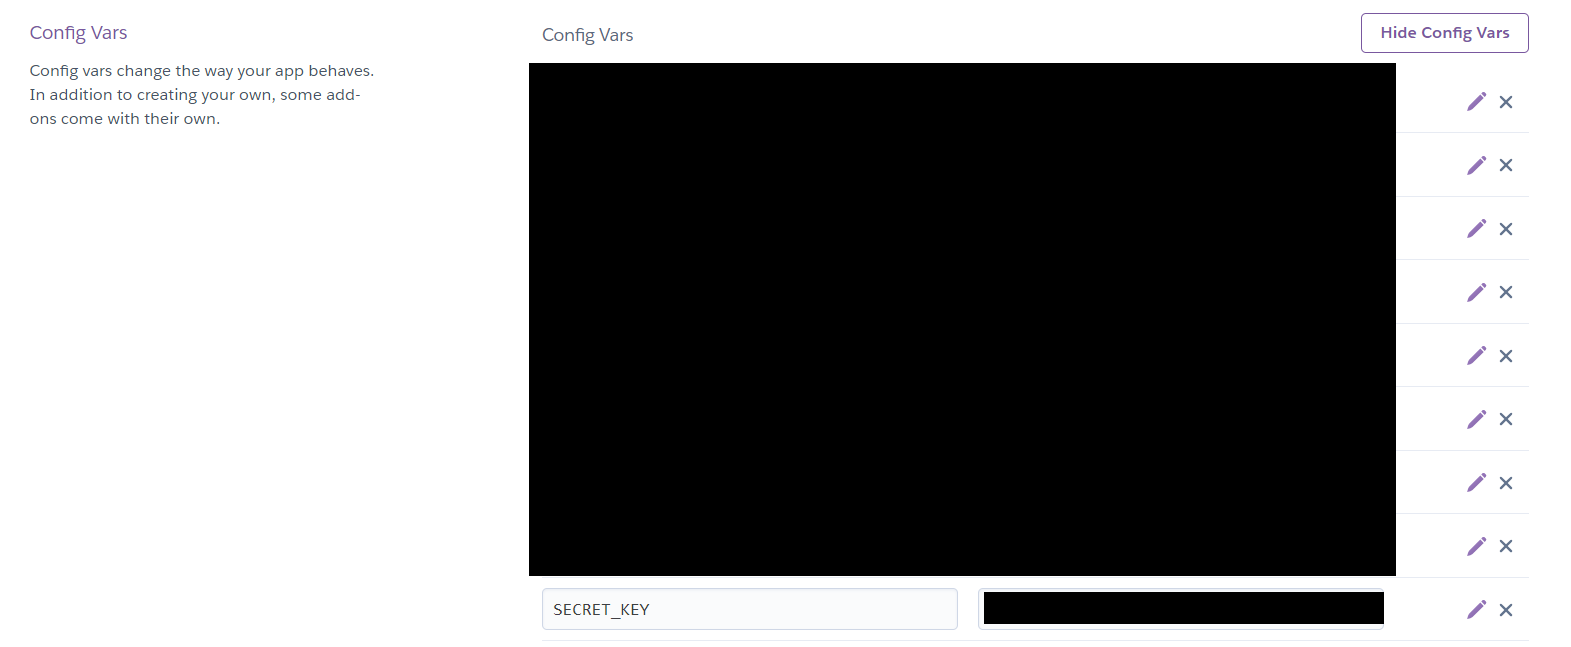 Config Vars
Config vars change the way your app behaves.
In addition to creating your own, some add-
ons come with their own.
Config Vars
Hide Config Vars
SECRET_KEY